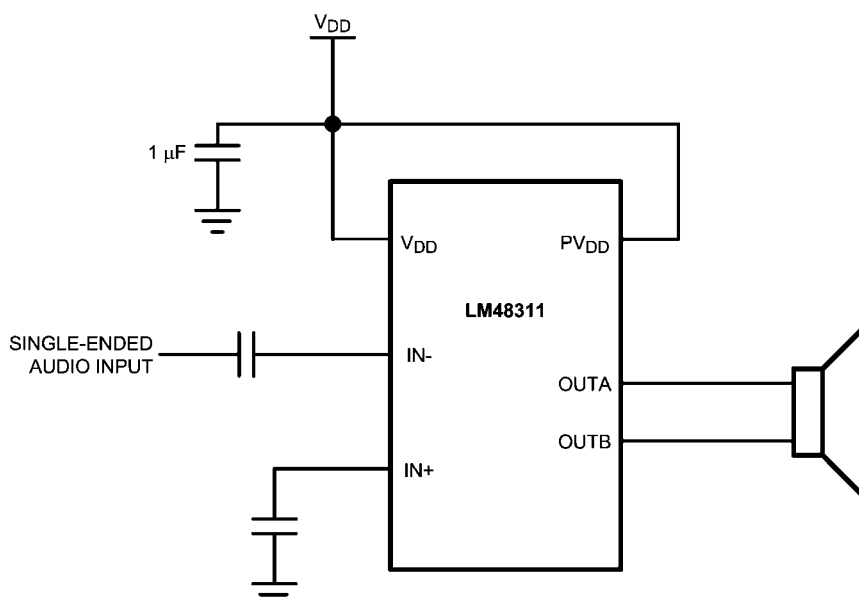 VDD
1 μF
VDD
PVDD
LM48311
SINGLE-ENDED
AUDIO INPUT
IN-
OUTA
OUTB
IN+